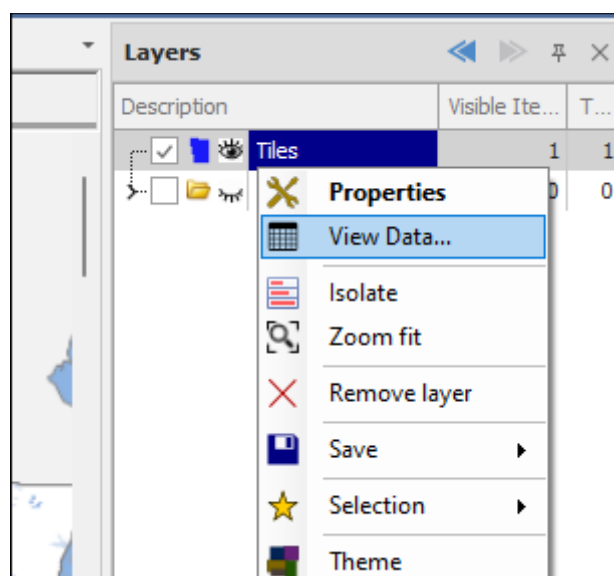 Layers
Description Visible Ite... T...
Tiles 1 1
Properties 0 0
View Data...
Isolate
Zoom fit
Remove layer
Save
Selection
Theme